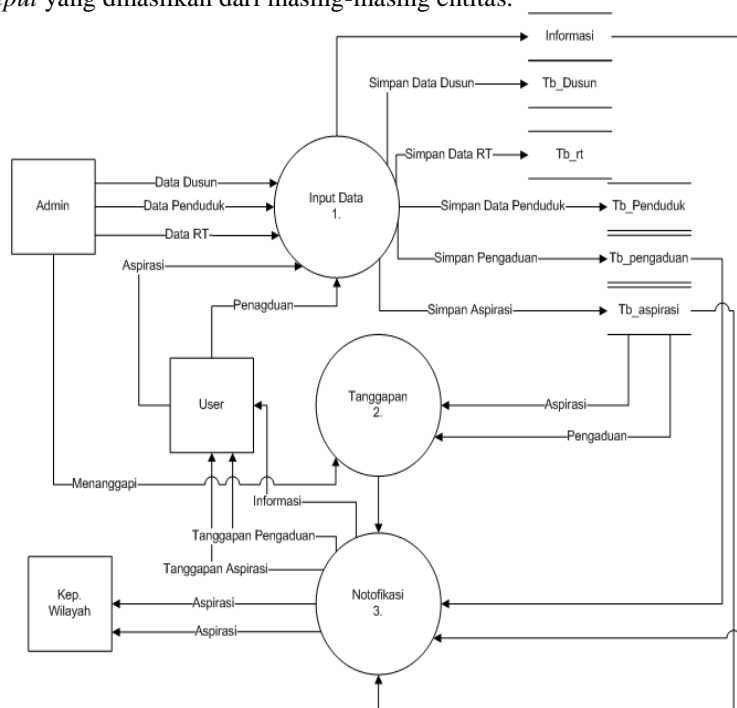 yang dihasilkan dari masing-masing entitas.
Informasi
Simpan Data Dusun
Tb_Dusun
Simpan Data RT
Tb_rt
Admin
Data Dusun
Data Penduduk
Data RT
Input Data
1.
Simpan Data Penduduk
Tb_Penduduk
Aspirasi
Simpan Pengaduan
Tb_pengaduan
Penagduan
Simpan Aspirasi
Tb_aspirasi
User
Tanggapan
2.
Aspirasi
Pengaduan
Menanggapi
Informasi
Tanggapan Pengaduan
Tanggapan Aspirasi
Kep.
Wilayah
Aspirasi
Aspirasi
Notofikasi
3.